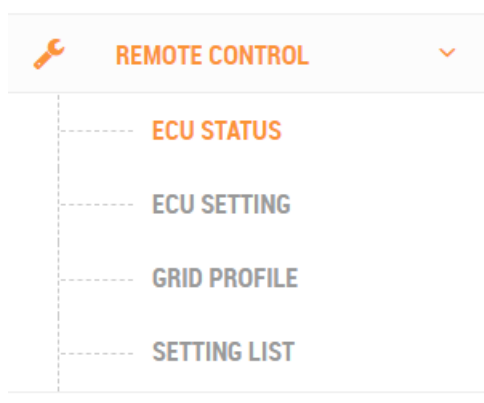 REMOTE CONTROL
ECU STATUS
ECU SETTING
GRID PROFILE
SETTING LIST